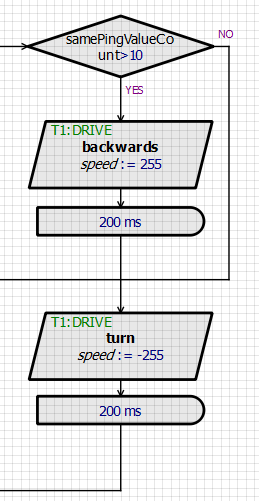 samePingValueCo
unt>10
NO
YES
T1:DRIVE
backwards
speed := 255
200 ms
T1:DRIVE
turn
speed := -255
200 ms